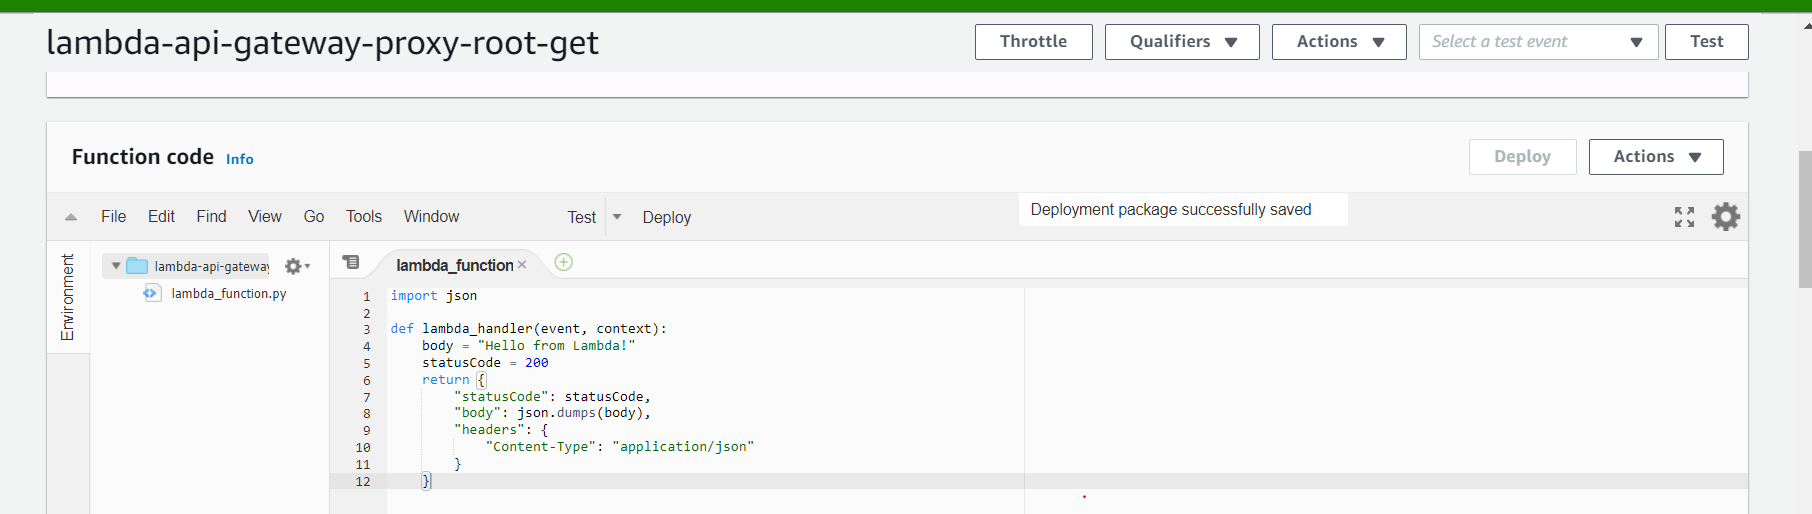 lambda-api-gateway-proxy-root-get
Throttle Qualifiers Actions Select a test event Test
Function code Info
Deploy Actions
File Edit Find View Go Tools Window Test Deploy
Deployment package successfully saved
Environment
lambda-api-gateway
lambda_function.py
lambda_function
1 import json
2
3 def lambda_handler(event, context):
4     body = "Hello from Lambda!"
5     statusCode = 200
6     return {
7         "statusCode": statusCode,
8         "body": json.dumps(body),
9         "headers": {
10             "Content-Type": "application/json"
11         }
12     }